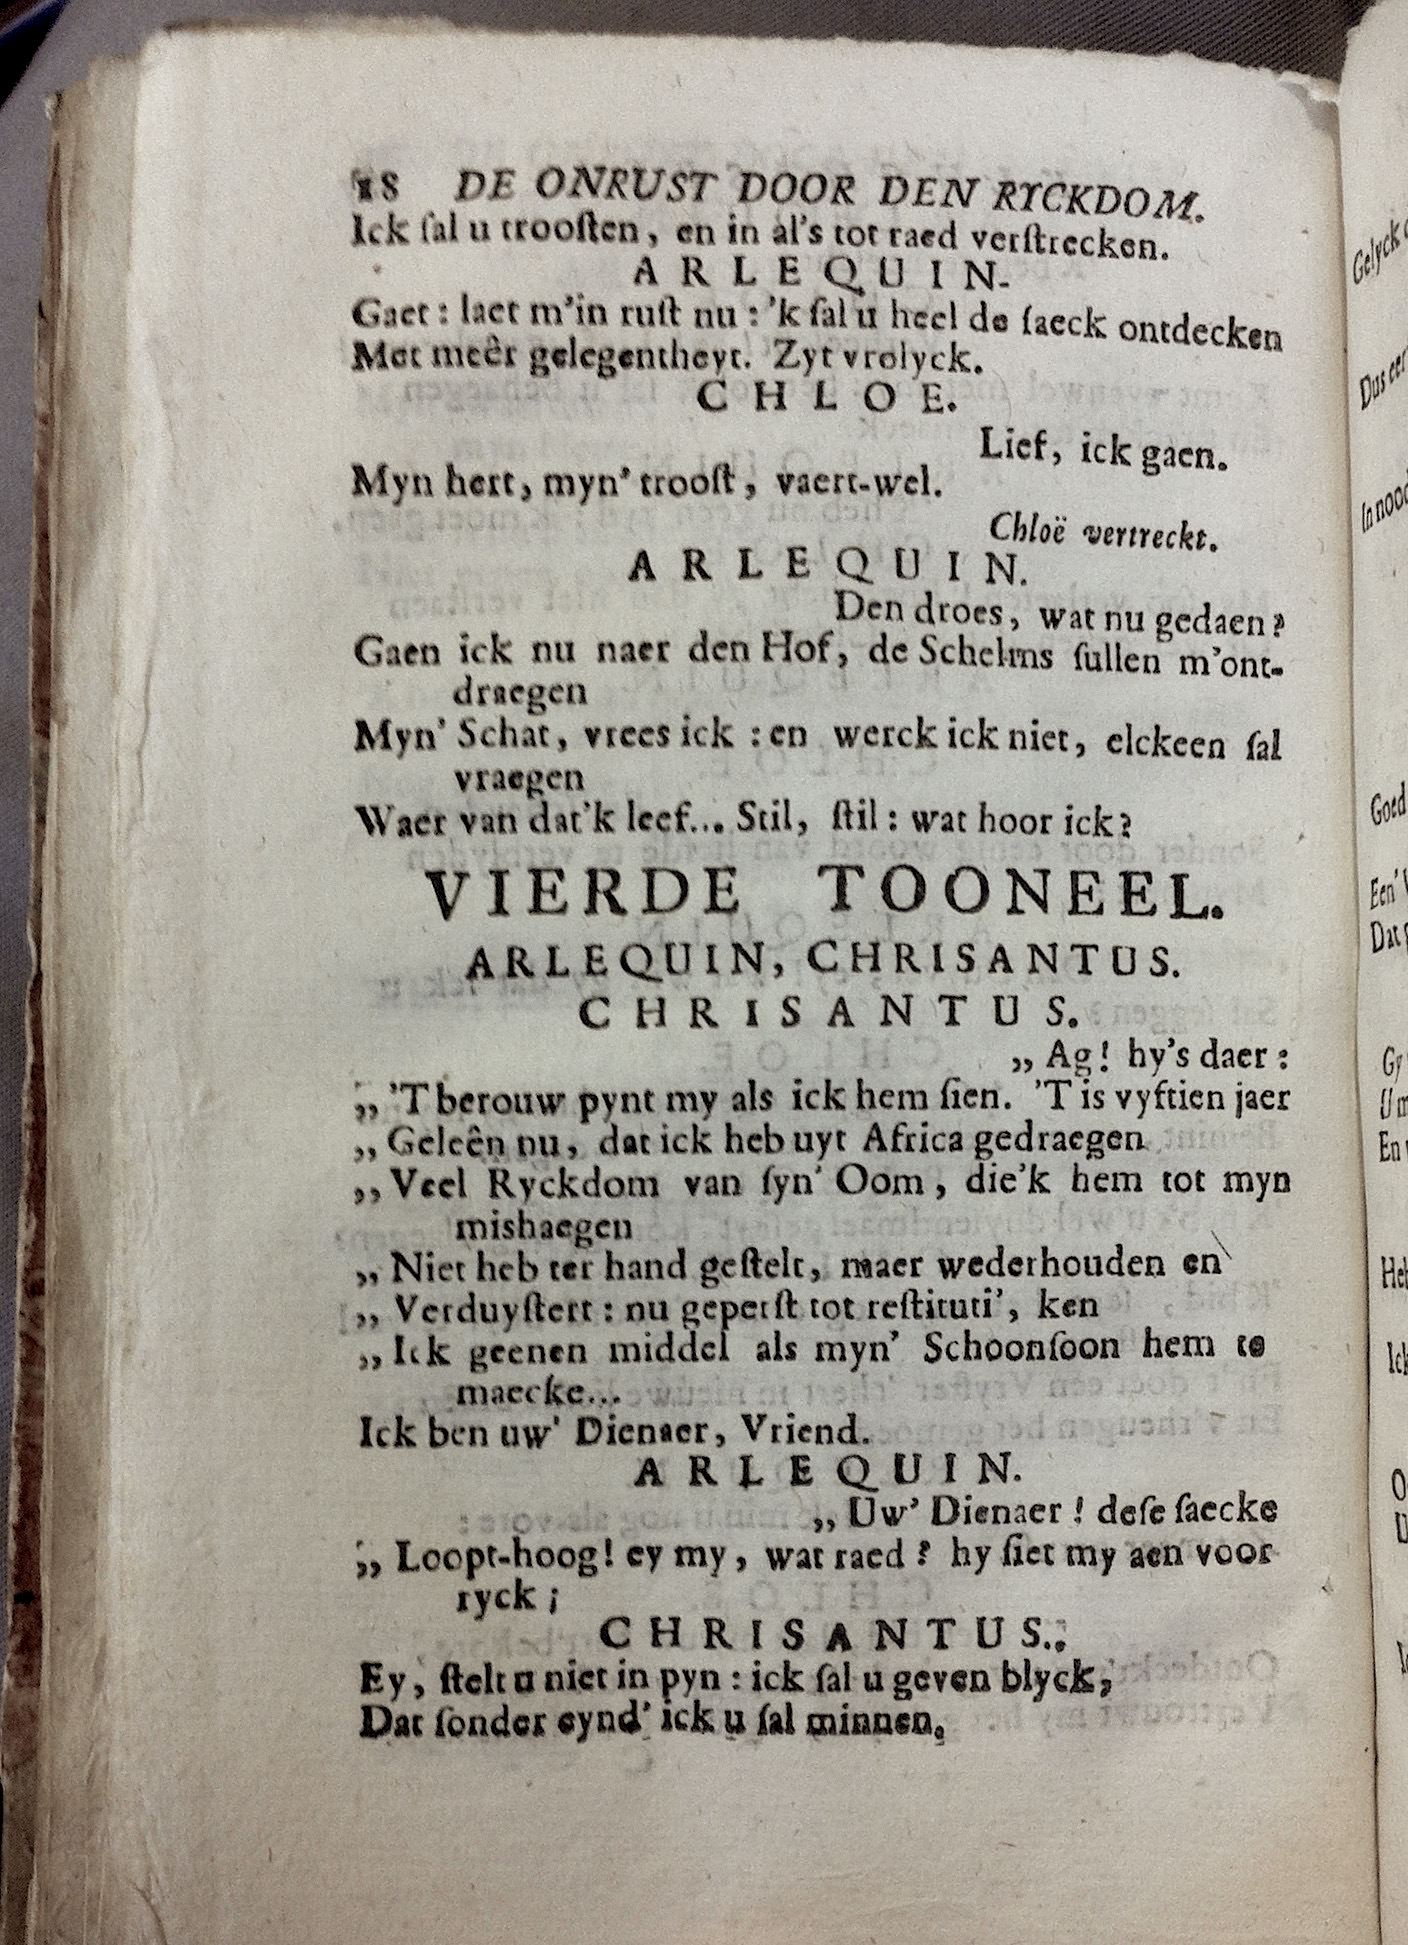 18 DE ONRUST DOOR DEN RYCKDOM.
Ick ſal u trooſten, en in al's tot raed verſtrecken.
ARLEQUIN.
Gaet: laet m'in ruſt nu: 'k ſal u heel de ſaeck ontdecken
Met meêr gelegentheyt. Zyt vrolyck.
CHLOE.
Lief, ick gaen.
Myn hert, myn' trooſt, vaert-wel.
Chloë vertreckt.
ARLEQUIN.
Den droes, wat nu gedaen?
Gaen ick nu naer den Hof, de Schelms ſullen m'ont-
draegen
Myn' Schat, vrees ick: en werck ick niet, elckeen ſal
vraegen
Waer van dat'k leef... Stil, ſtil: wat hoor ick?
VIERDE TOONEEL.
ARLEQUIN, CHRISANTUS.
CHRISANTUS.
„ Ag! hy's daer:
„ 'T berouw pynt my als ick hem ſien. 'T is vyftien jaer
„ Geleên nu, dat ick heb uyt Africa gedraegen
„ Veel Ryckdom van ſyn' Oom, die'k hem tot myn
mishaegen
„ Niet heb ter hand geſtelt, maer wederhouden en
„ Verduyſtert: nu geperſt tot reſtituti', ken
„ Ick geenen middel als myn' Schoonſoon hem te
maecke...
Ick ben uw' Dienaer, Vriend.
ARLEQUIN.
„ Uw' Dienaer! deſe ſaecke
„ Loopt-hoog! ey my, wat raed? hy ſiet my aen voor
ryck;
CHRISANTUS.
Ey, ſtelt u niet in pyn: ick ſal u geven blyck,
Dat ſonder eynd' ick u ſal minnen.
Gelyck
Dus
In
Goed
Een'
Dat
Gy
En